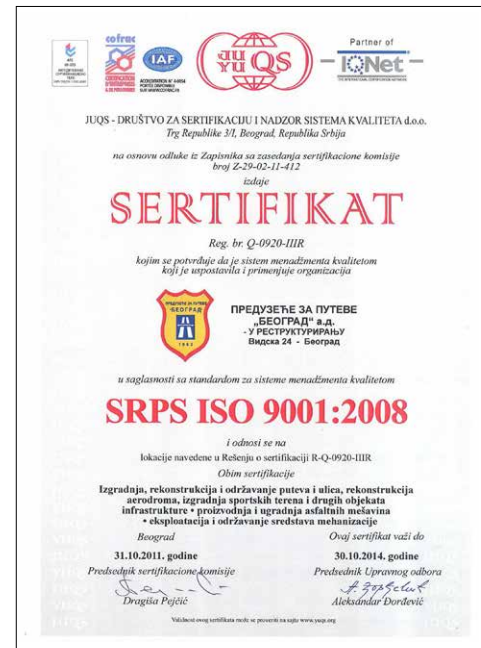 cofrac
IAF
JU QS
YU
Partner of
IQNet
JUQS - DRUŠTVO ZA SERTIFIKACIJU I NADZOR SISTEMA KVALITETA d.o.o.
Trg Republike 3/I, Beograd, Republika Srbija
na osnovu odluke iz Zapisnika sa zasedanja sertifikacione komisije
broj Z-29-02-11-412
izdaje
SERTIFIKAT
Reg. br. Q-0920-IIIR
kojim se potvrđuje da je sistem menadžmenta kvalitetom
koji je uspostavila i primenjuje organizacija
ПРЕДУЗЕЋЕ ЗА ПУТЕВЕ
„БЕОГРАД“ а.д.
- У РЕСТРУКТУРИРАЊУ
Видска 24 - Београд
u saglasnosti sa standardom za sisteme menadžmenta kvalitetom
SRPS ISO 9001:2008
i odnosi se na
lokacije navedene u Rešenju o sertifikaciji R-Q-0920-IIIR
Obim sertifikacije
Izgradnja, rekonstrukcija i održavanje puteva i ulica, rekonstrukcija
aerodroma, izgradnja sportskih terena i drugih objekata
infrastrukture • proizvodnja i ugradnja asfaltnih mešavina
• eksploatacija i održavanje sredstava mehanizacije
Beograd
Ovaj sertifikat važi do
31.10.2011. godine
30.10.2014. godine
Predsednik sertifikacione komisije
Predsednik Upravnog odbora
Dragiša Pejčić
Aleksandar Đorđević
Validnost ovog sertifikata može se proveriti na sajtu www.yuqs.org